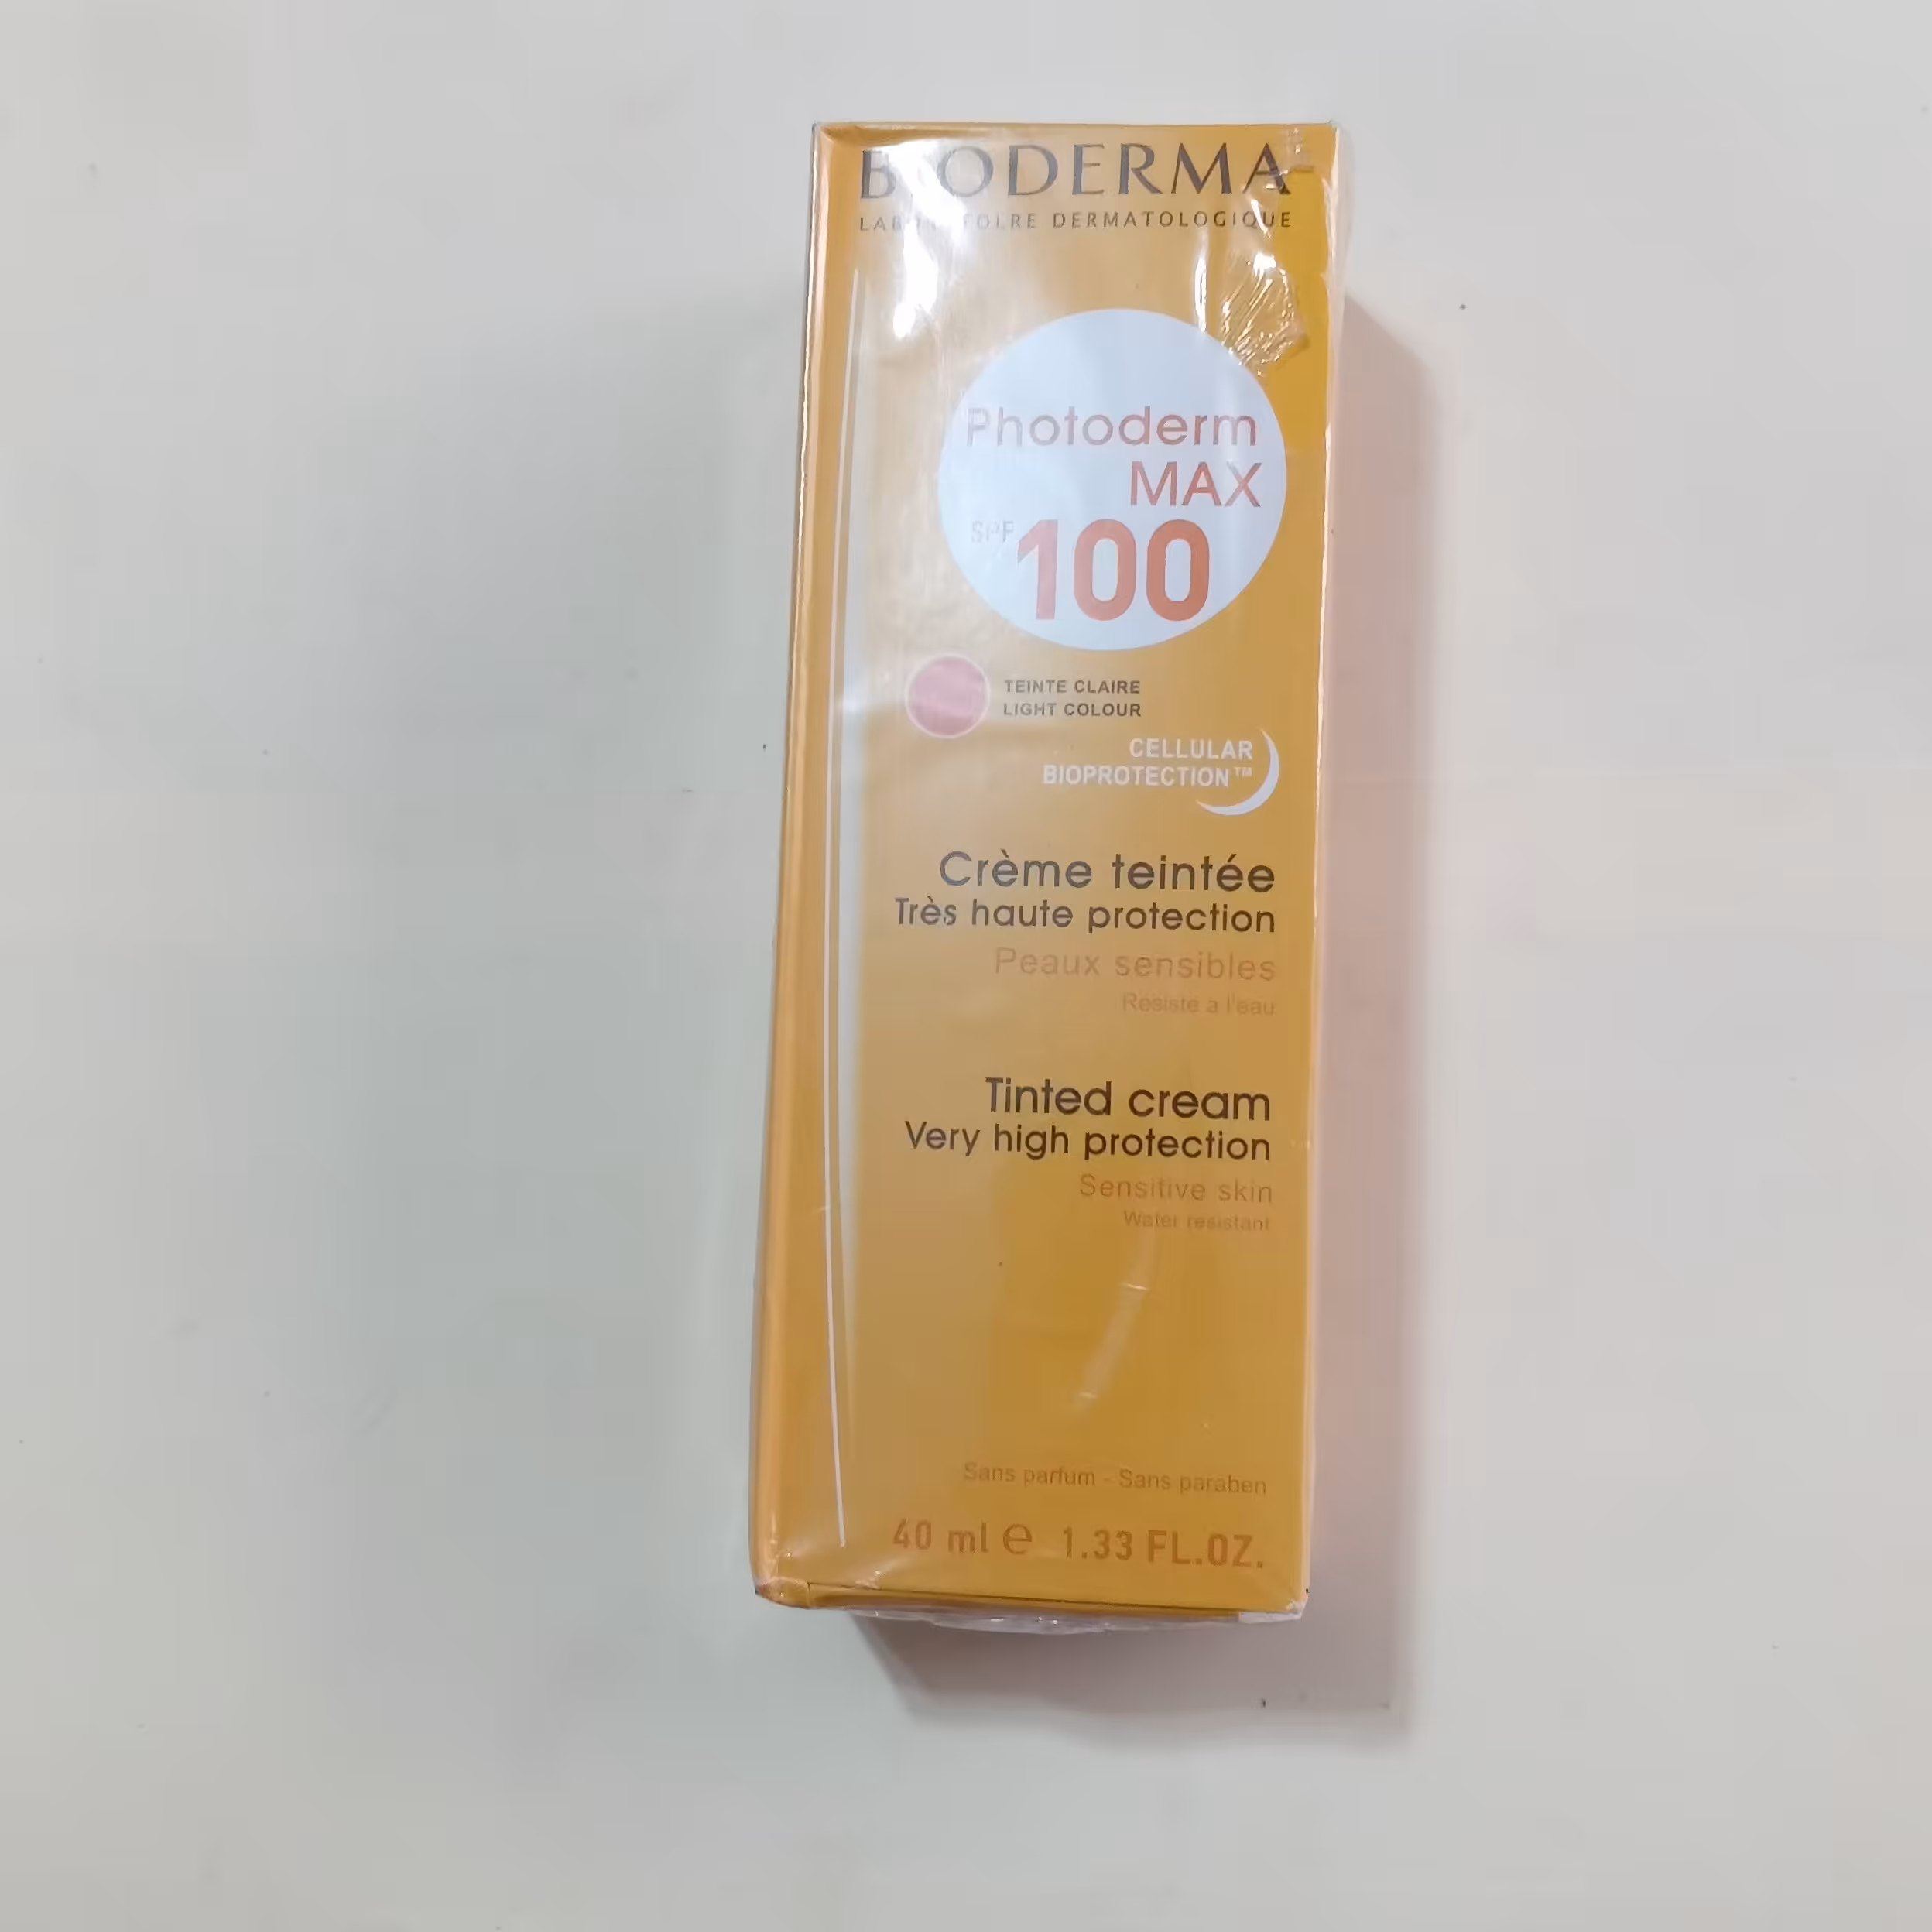 BIODERMA
LABORATOLRE DERMATOLOGIQUE
Photoderm
MAX
SPF 100
TEINTE CLAIRE
LIGHT COLOUR
CELLULAR
BIOPROTECTION™
Crème teintée
Très haute protection
Peaux sensibles
Resiste a l'eau
Tinted cream
Very high protection
Sensitive skin
Water resistant
Sans parfum - Sans paraben
40 ml ℮ 1.33 FL.OZ.